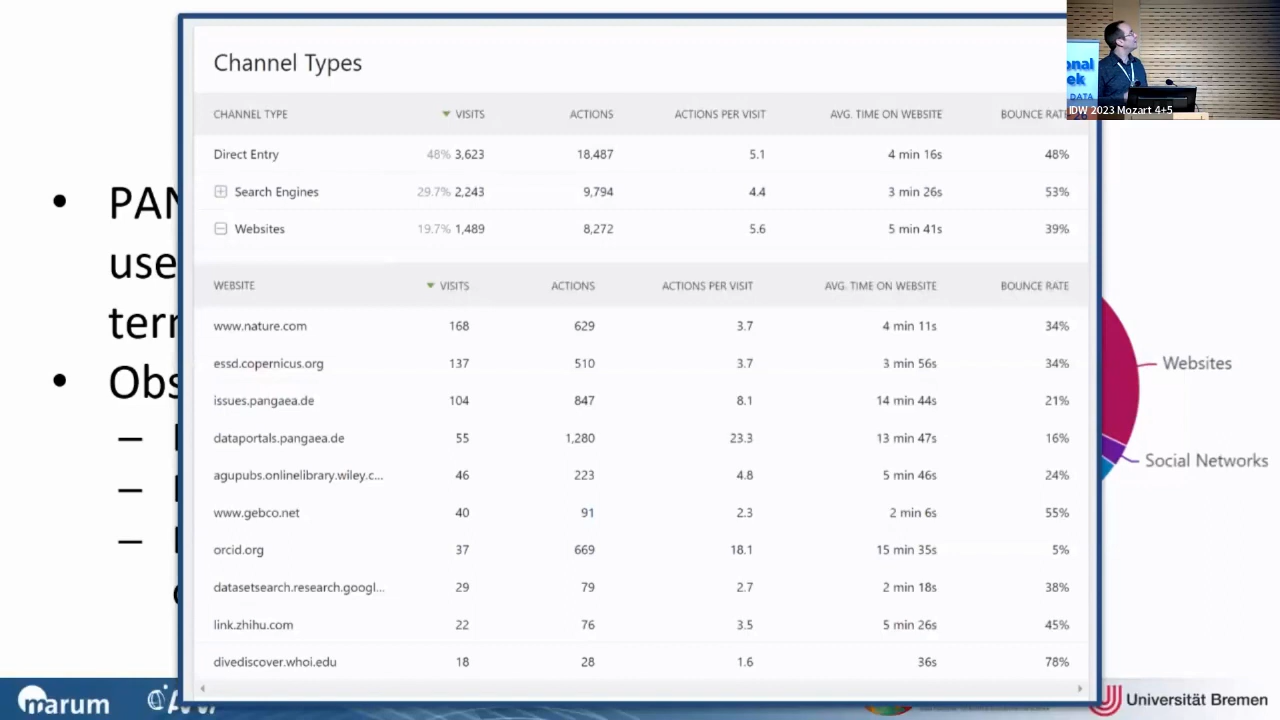 Channel Types
CHANNEL TYPE VISITS ACTIONS ACTIONS PER VISIT AVG. TIME ON WEBSITE BOUNCE RATE
Direct Entry 48% 3,623 18,487 5.1 4 min 16s 48%
Search Engines 29.7% 2,243 9,794 4.4 3 min 26s 53%
Websites 19.7% 1,489 8,272 5.6 5 min 41s 39%
WEBSITE VISITS ACTIONS ACTIONS PER VISIT AVG. TIME ON WEBSITE BOUNCE RATE
www.nature.com 168 629 3.7 4 min 11s 34%
essd.copernicus.org 137 510 3.7 3 min 56s 34%
issues.pangaea.de 104 847 8.1 14 min 44s 21%
dataportals.pangaea.de 55 1,280 23.3 13 min 47s 16%
agupubs.onlinelibrary.wiley.c... 46 223 4.8 5 min 46s 24%
www.gebco.net 40 91 2.3 2 min 6s 55%
orcid.org 37 669 18.1 15 min 35s 5%
datasetsearch.research.googl... 29 79 2.7 2 min 18s 38%
link.zhihu.com 22 76 3.5 5 min 26s 45%
divediscover.whoi.edu 18 28 1.6 36s 78%
• PAN
use
terr
• Obs
Websites
Social Networks
onal
ek
DATA
IDW 2023 Mozart 4+5
marum
Universität Bremen